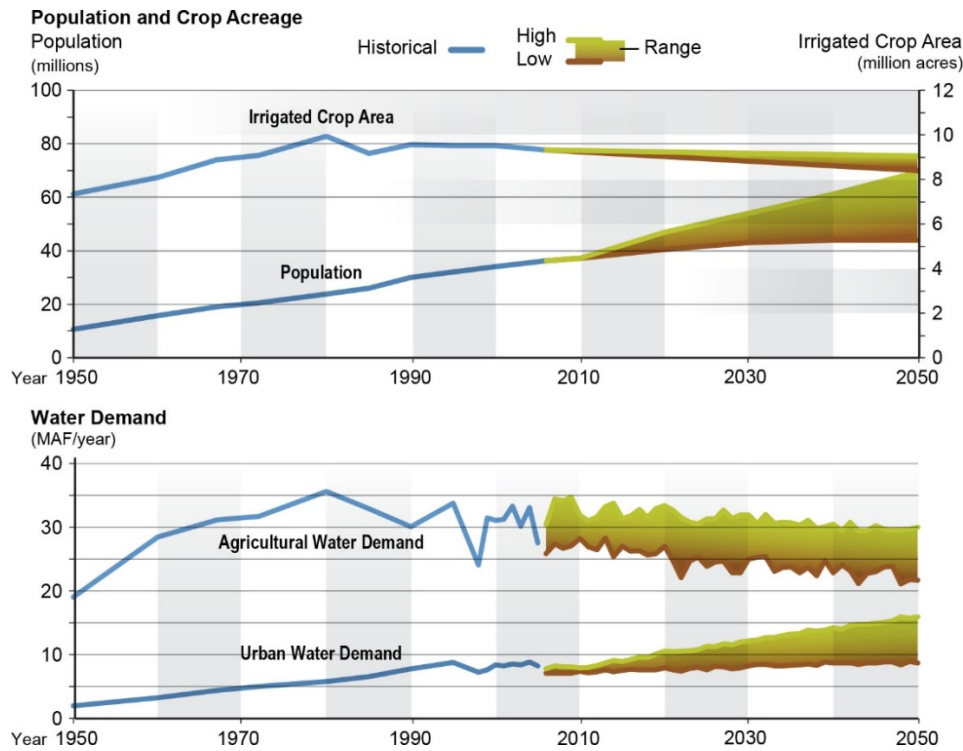 Population and Crop Acreage
Population
(millions)
Historical
High
Low
Range
Irrigated Crop Area
(million acres)
100
80
60
40
20
0
12
10
8
6
4
2
0
Irrigated Crop Area
Population
Year 1950 1970 1990 2010 2030 2050
Water Demand
(MAF/year)
40
30
20
10
0
Agricultural Water Demand
Urban Water Demand
Year 1950 1970 1990 2010 2030 2050